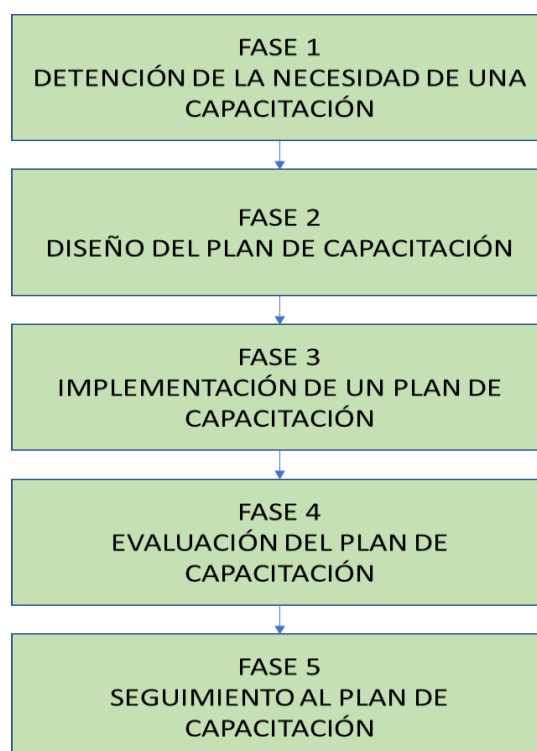 FASE 1
DETENCIÓN DE LA NECESIDAD DE UNA
CAPACITACIÓN
FASE 2
DISEÑO DEL PLAN DE CAPACITACIÓN
FASE 3
IMPLEMENTACIÓN DE UN PLAN DE
CAPACITACIÓN
FASE 4
EVALUACIÓN DEL PLAN DE
CAPACITACIÓN
FASE 5
SEGUIMIENTO AL PLAN DE
CAPACITACIÓN